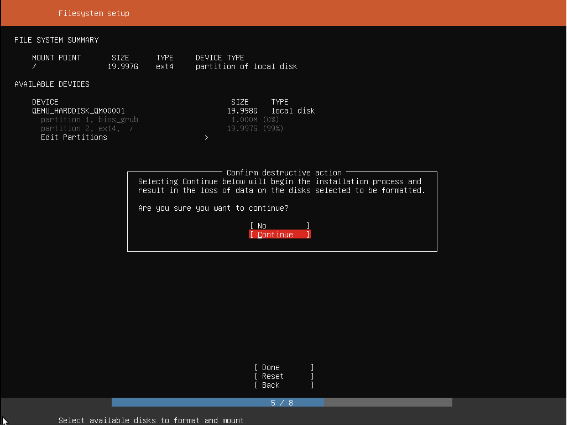 Filesystem setup
FILE SYSTEM SUMMARY
MOUNT POINT SIZE TYPE DEVICE TYPE
/ 19.997G ext4 partition of local disk
AVAILABLE DEVICES
DEVICE SIZE TYPE
QEMU_HARDDISK_QM00001 19.998G local disk
partition 1, bios_grub 1.000M (0%)
partition 2, ext4, / 19.997G (99%)
Edit Partitions >
Confirm destructive action
Selecting Continue below will begin the installation process and
result in the loss of data on the disks selected to be formatted.
Are you sure you want to continue?
[ No ]
[ Continue ]
[ Done ]
[ Reset ]
[ Back ]
5 / 8
Select available disks to format and mount